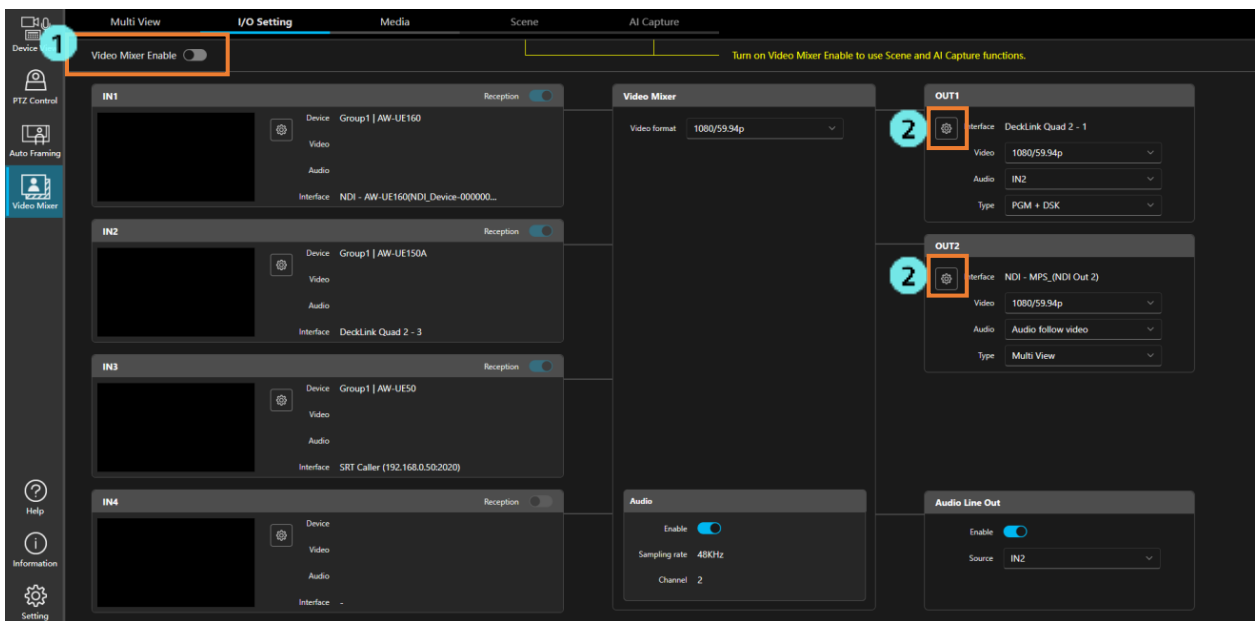 Multi View
I/O Setting
Media
Scene
AI Capture
Device
1
Video Mixer Enable
Turn on Video Mixer Enable to use Scene and AI Capture functions.
PTZ Control
Auto Framing
Video Mixer
Help
Information
Setting
IN1
Reception
Device Group1 | AW-UE160
Video
Audio
Interface NDI - AW-UE160(NDI_Device-000000...
IN2
Reception
Device Group1 | AW-UE150A
Video
Audio
Interface DeckLink Quad 2 - 3
IN3
Reception
Device Group1 | AW-UE50
Video
Audio
Interface SRT Caller (192.168.0.50:2020)
IN4
Reception
Device
Video
Audio
Interface -
Video Mixer
Video format 1080/59.94p
Audio
Enable
Sampling rate 48KHz
Channel 2
OUT1
2
Interface DeckLink Quad 2 - 1
Video 1080/59.94p
Audio IN2
Type PGM + DSK
OUT2
2
Interface NDI - MPS_(NDI Out 2)
Video 1080/59.94p
Audio Audio follow video
Type Multi View
Audio Line Out
Enable
Source IN2